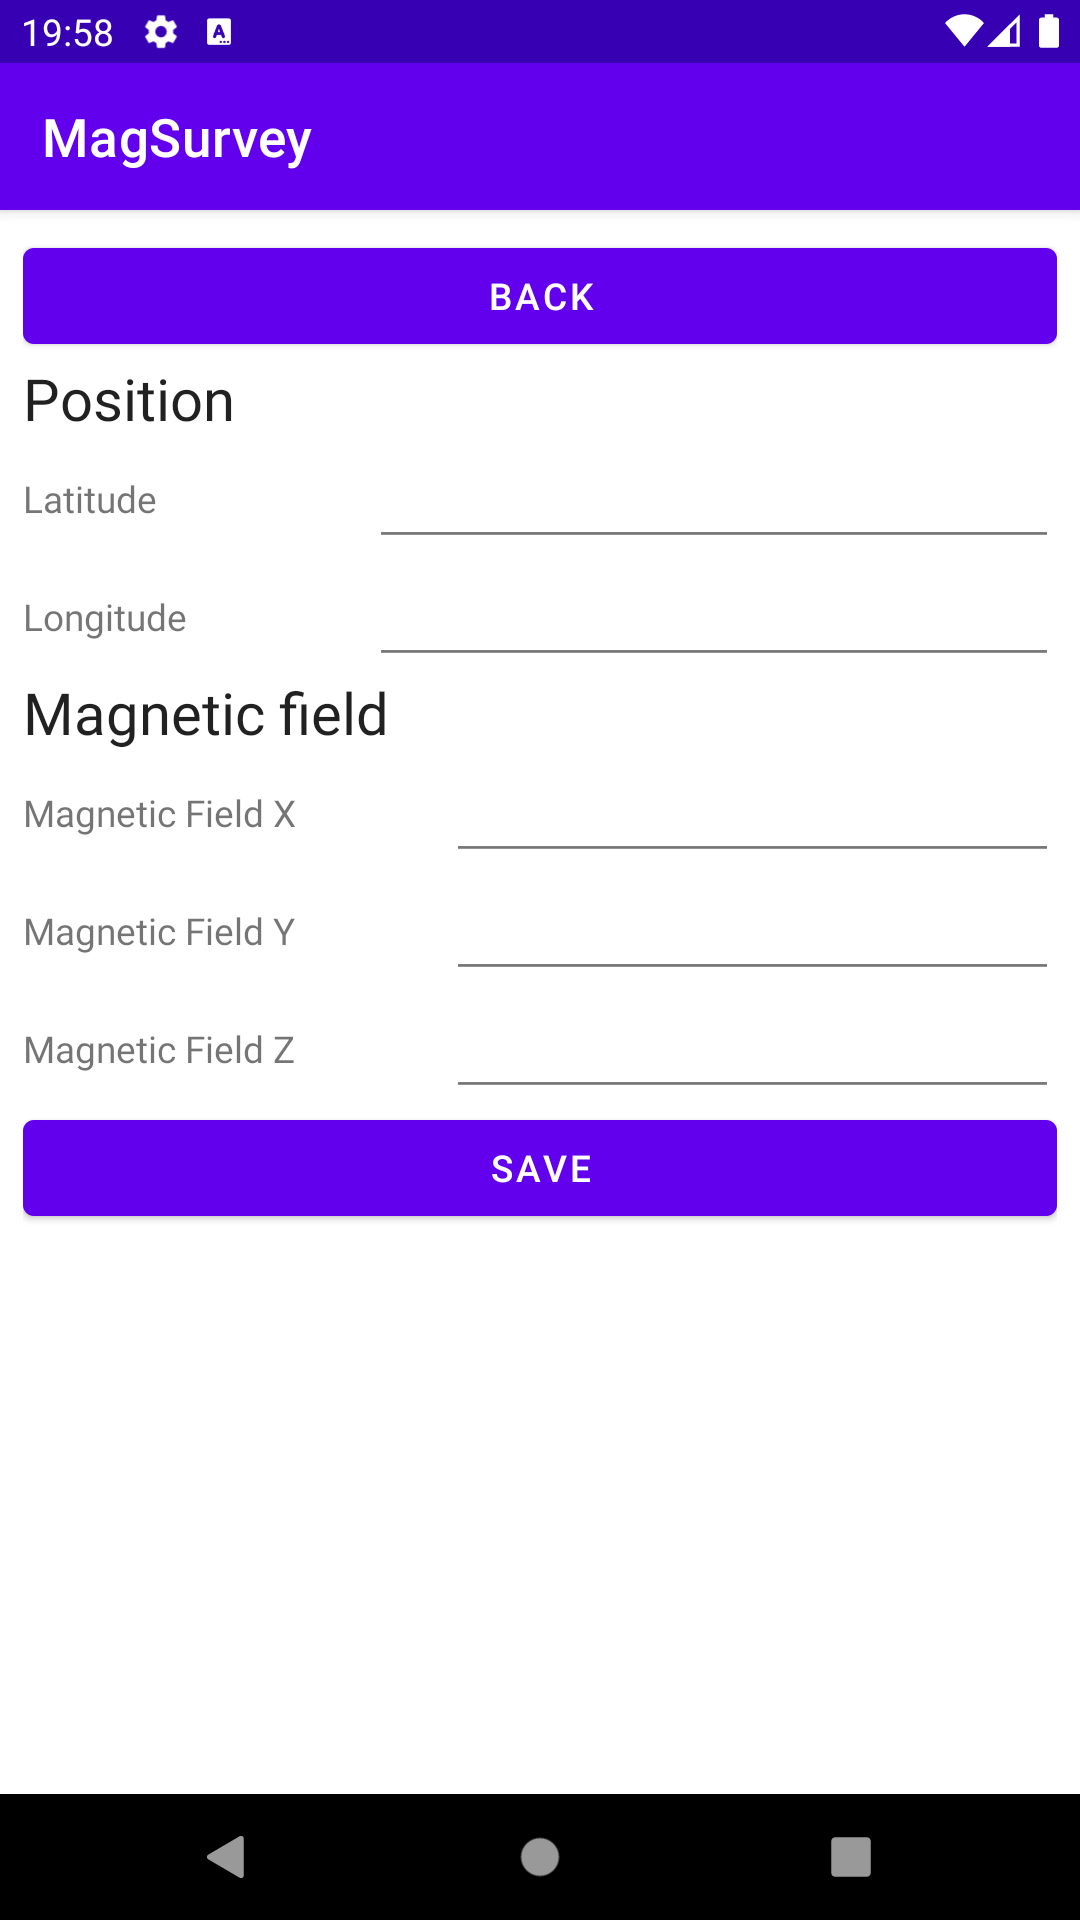 19:58
MagSurvey
BACK
Position
Latitude
Longitude
Magnetic field
Magnetic Field X
Magnetic Field Y
Magnetic Field Z
SAVE